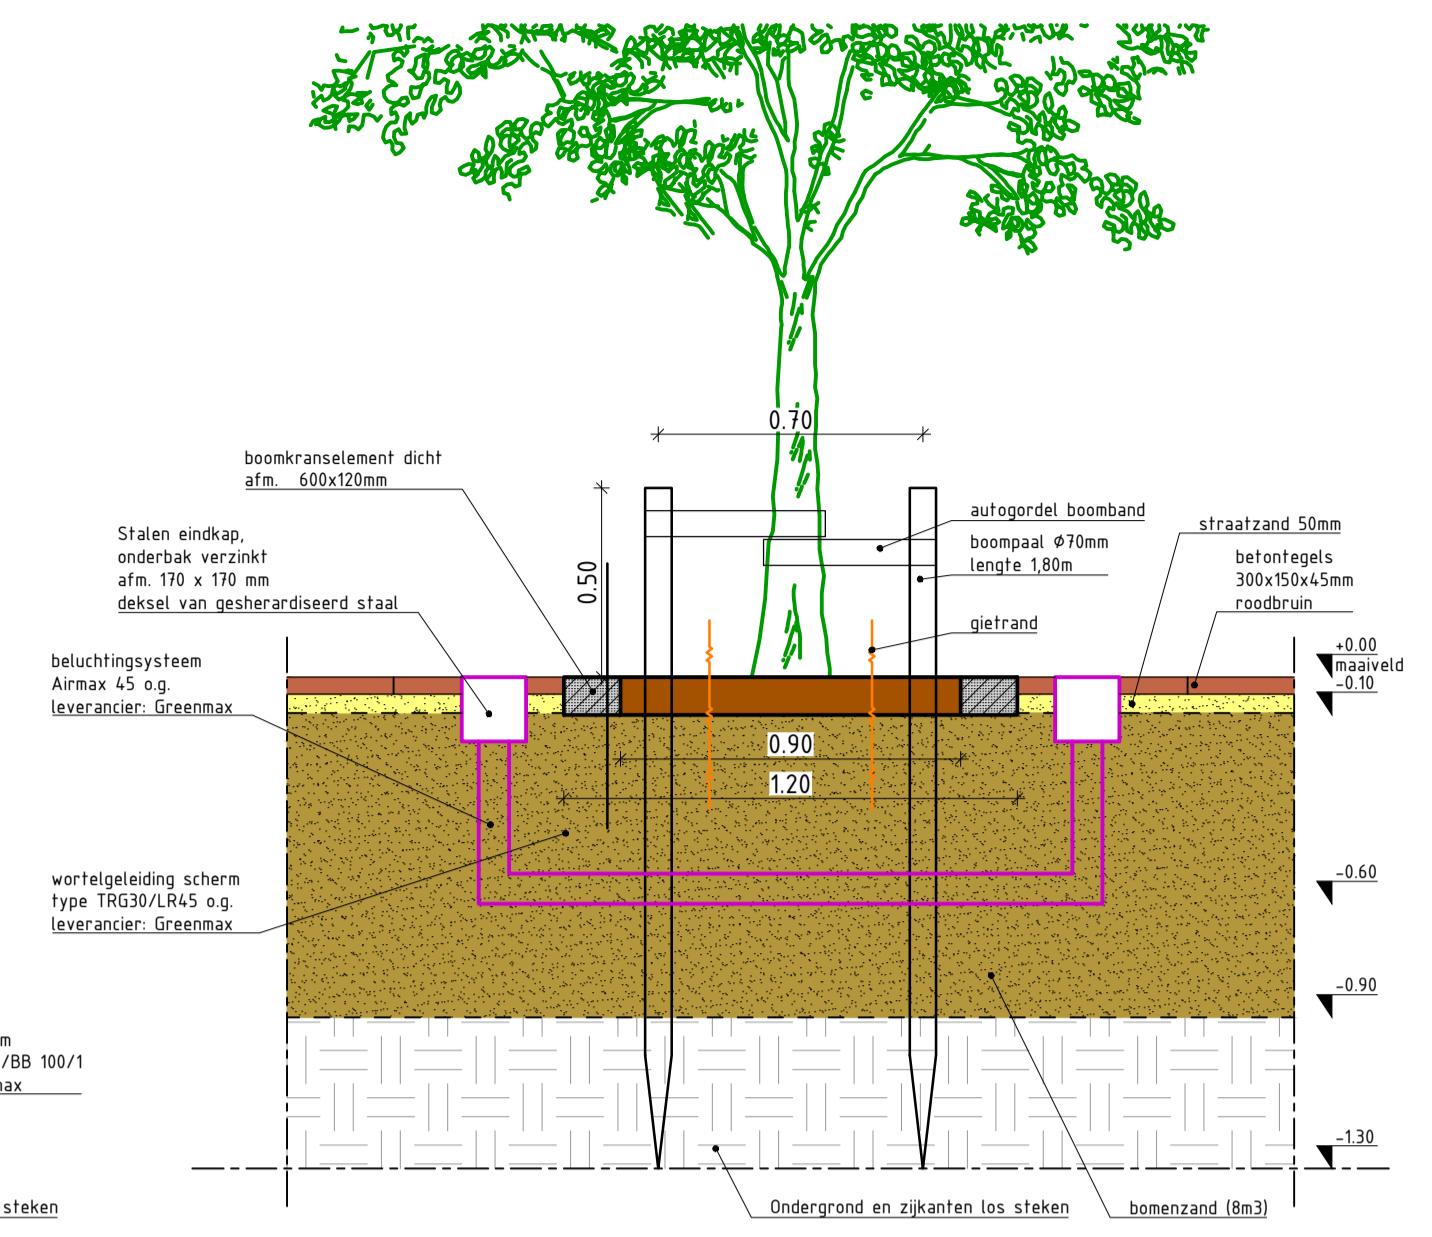 0.70
boomkranselement dicht
afm. 600x120mm
Stalen eindkap,
onderbak verzinkt
afm. 170 x 170 mm
deksel van gesherardiseerd staal
beluchtingsysteem
Airmax 45 o.g.
leverancier: Greenmax
wortelgeleiding scherm
type TRG30/LR45 o.g.
leverancier: Greenmax
m
/BB 100/1
max
steken
0.50
autogordel boomband
boompaal Ø70mm
lengte 1,80m
gietrand
straatzand 50mm
betontegels
300x150x45mm
roodbruin
+0.00
maaiveld
-0.10
0.90
1.20
-0.60
-0.90
-1.30
Ondergrond en zijkanten los steken
bomenzand (8m3)